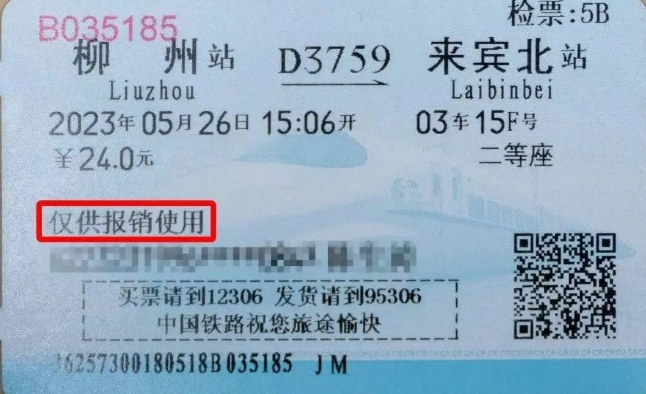 B035185 检票:5B
柳州站 D3759 来宾北站
Liuzhou Laibinbei
2023年05月26日 15:06开 03车15F号
￥24.0元 二等座
仅供报销使用
买票请到12306 发货请到95306
中国铁路祝您旅途愉快
36257300180518B035185 JM